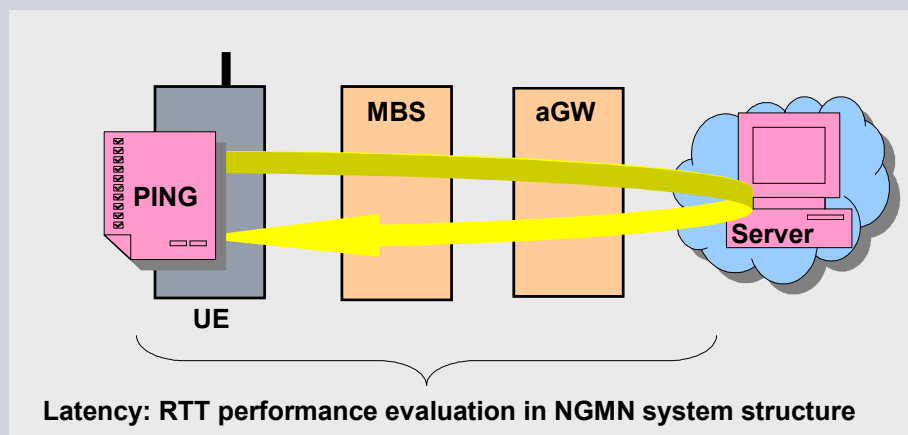 MBS
aGW
PING
Server
UE
Latency: RTT performance evaluation in NGMN system structure